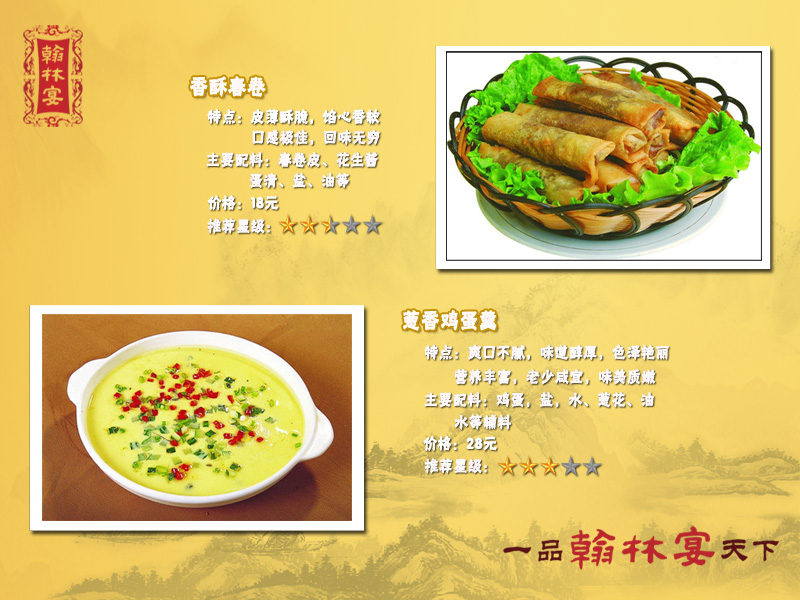 翰林宴
香酥春卷
特点：皮薄酥脆，馅心香软
口感极佳，回味无穷
主要配料：春卷皮、花生酱
蛋清、盐、油等
价格：18元
推荐星级：
葱香鸡蛋羹
特点：爽口不腻，味道醇厚，色泽艳丽
营养丰富，老少咸宜，味美质嫩
主要配料：鸡蛋，盐，水、葱花、油
水等辅料
价格：28元
推荐星级：
一品翰林宴天下